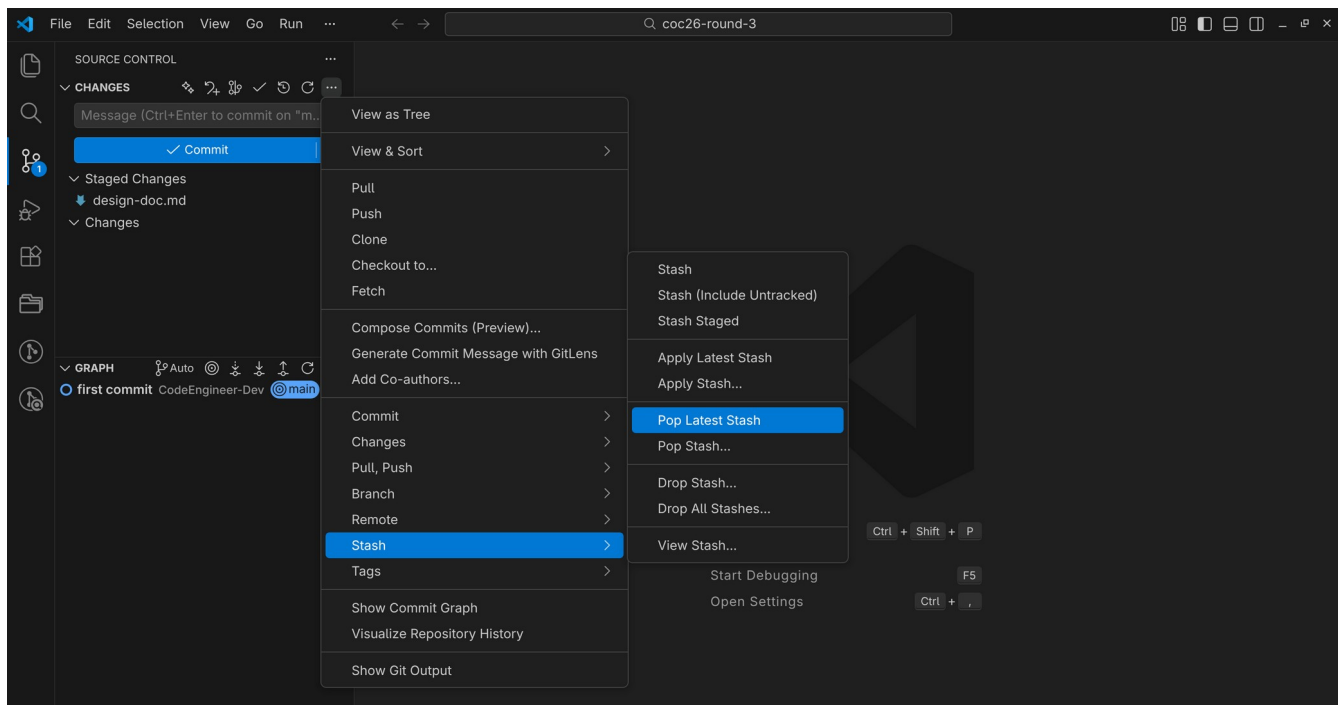 File Edit Selection View Go Run ··· coc26-round-3
SOURCE CONTROL
CHANGES
Message (Ctrl+Enter to commit on "m...
Commit
1
Staged Changes
design-doc.md
Changes
GRAPH Auto
first commit CodeEngineer-Dev main
View as Tree
View & Sort
Pull
Push
Clone
Checkout to...
Fetch
Compose Commits (Preview)...
Generate Commit Message with GitLens
Add Co-authors...
Commit
Changes
Pull, Push
Branch
Remote
Stash
Tags
Show Commit Graph
Visualize Repository History
Show Git Output
Stash
Stash (Include Untracked)
Stash Staged
Apply Latest Stash
Apply Stash...
Pop Latest Stash
Pop Stash...
Drop Stash...
Drop All Stashes...
View Stash...
Ctrl + Shift + P
Start Debugging F5
Open Settings Ctrl + ,